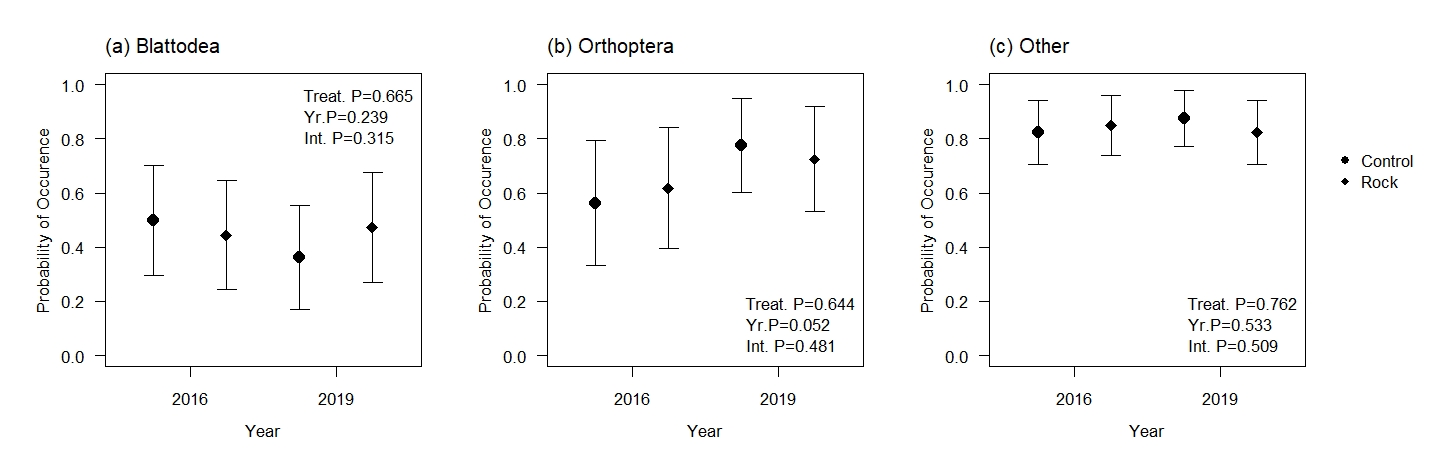 (a) Blattodea
Probability of Occurence
1.0
0.8
0.6
0.4
0.2
0.0
Treat. P=0.665
Yr.P=0.239
Int. P=0.315
2016
2019
Year
(b) Orthoptera
Probability of Occurence
1.0
0.8
0.6
0.4
0.2
0.0
Treat. P=0.644
Yr.P=0.052
Int. P=0.481
2016
2019
Year
(c) Other
Probability of Occurence
1.0
0.8
0.6
0.4
0.2
0.0
Treat. P=0.762
Yr.P=0.533
Int. P=0.509
2016
2019
Year
Control
Rock